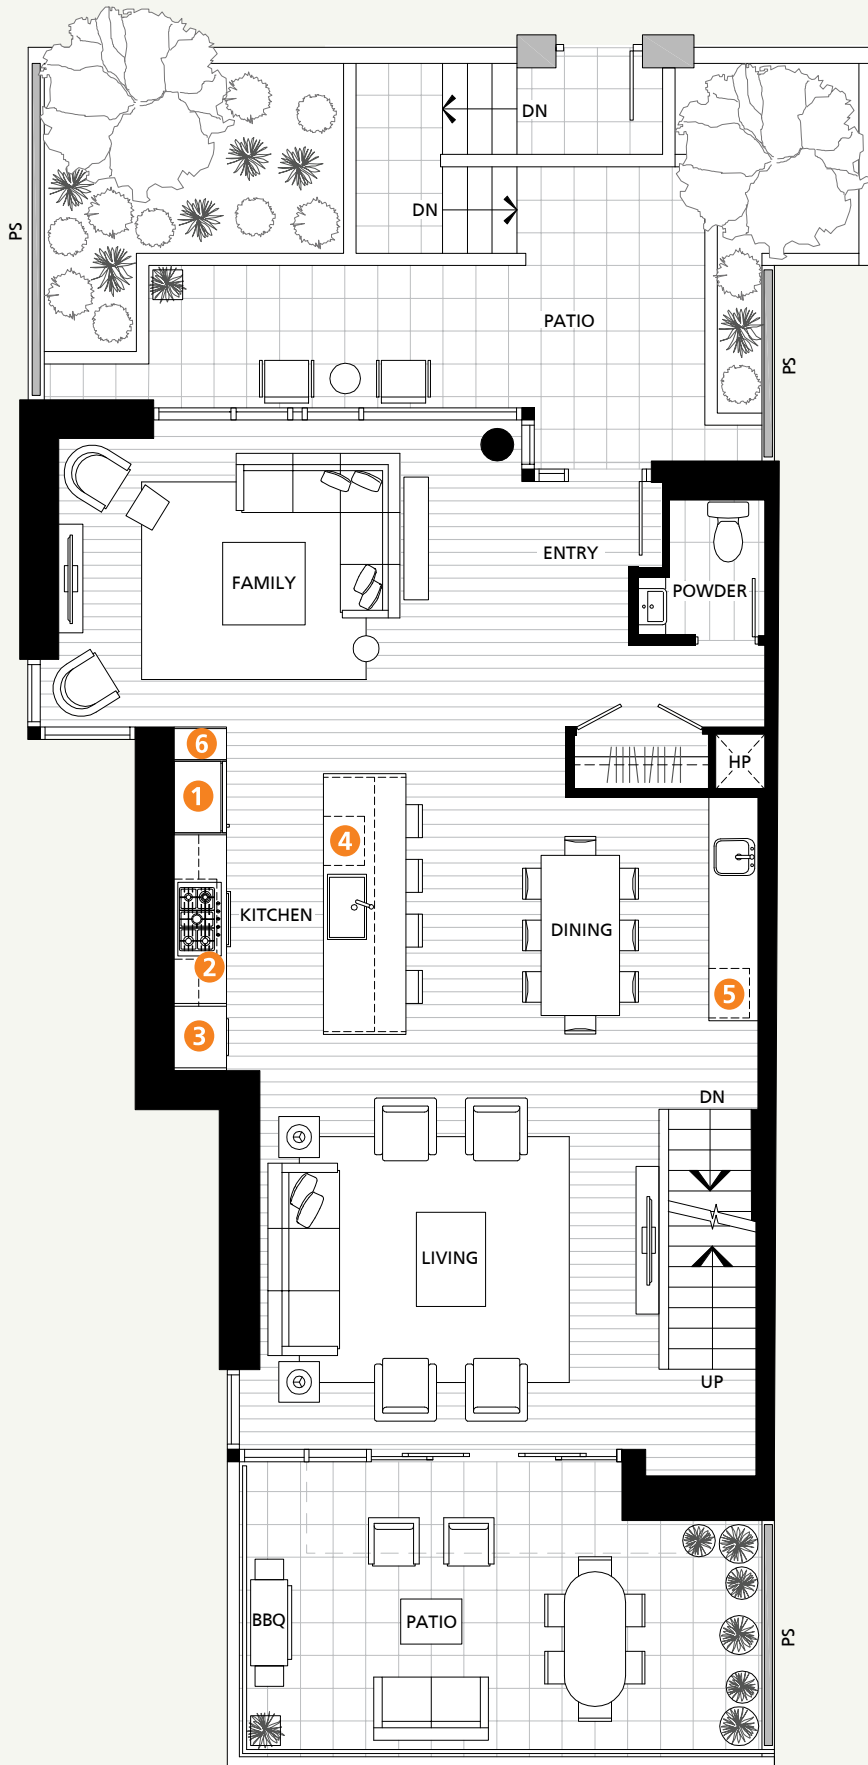 DN
DN
PS
PATIO
PS
ENTRY
FAMILY
POWDER
6
HP
1
4
KITCHEN
DINING
2
5
3
DN
LIVING
UP
BBQ
PATIO
PS